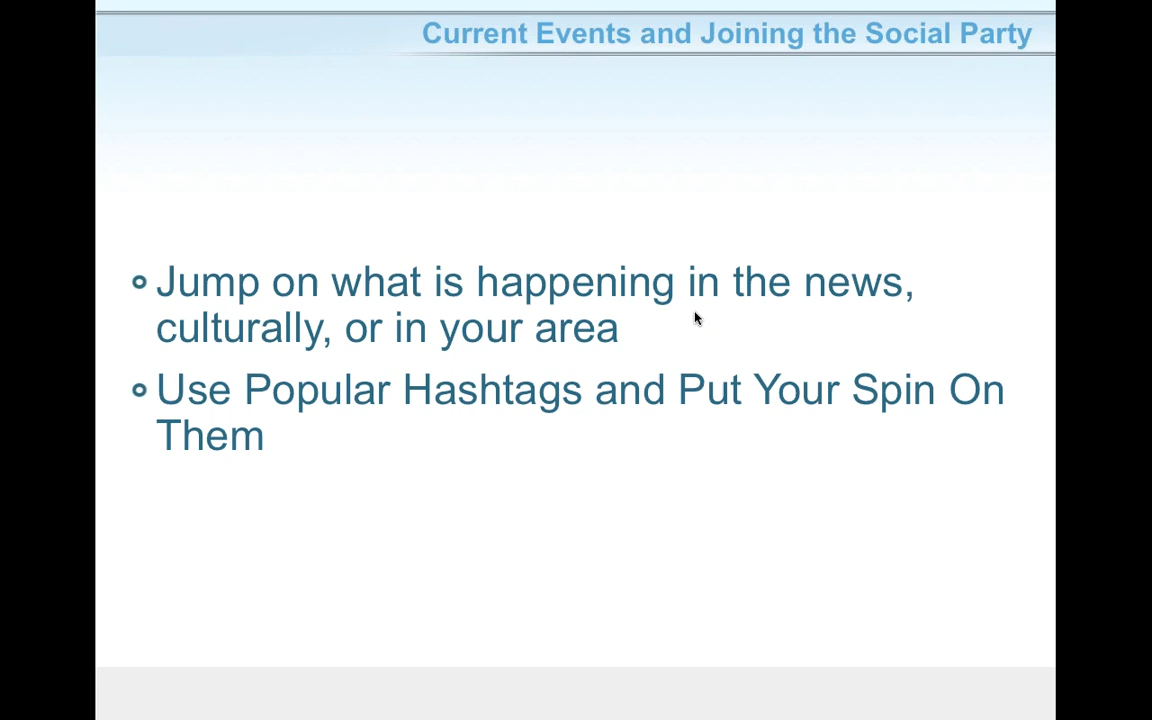 Current Events and Joining the Social Party
Jump on what is happening in the news,
culturally, or in your area
Use Popular Hashtags and Put Your Spin On
Them